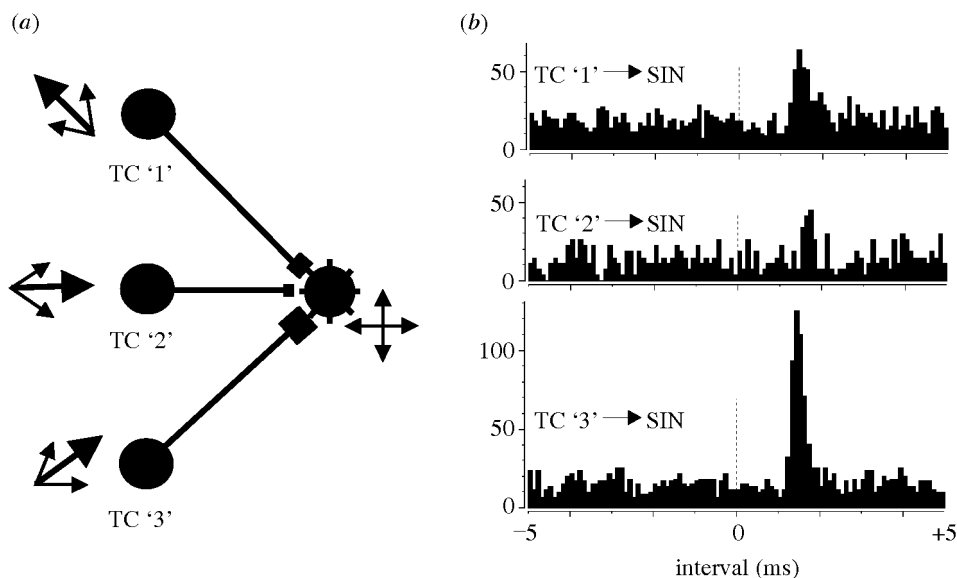 (a)
TC ‘1’
TC ‘2’
TC ‘3’
(b)
50
0
TC ‘1’ → SIN
50
0
TC ‘2’ → SIN
100
50
0
TC ‘3’ → SIN
−5 0 +5
interval (ms)